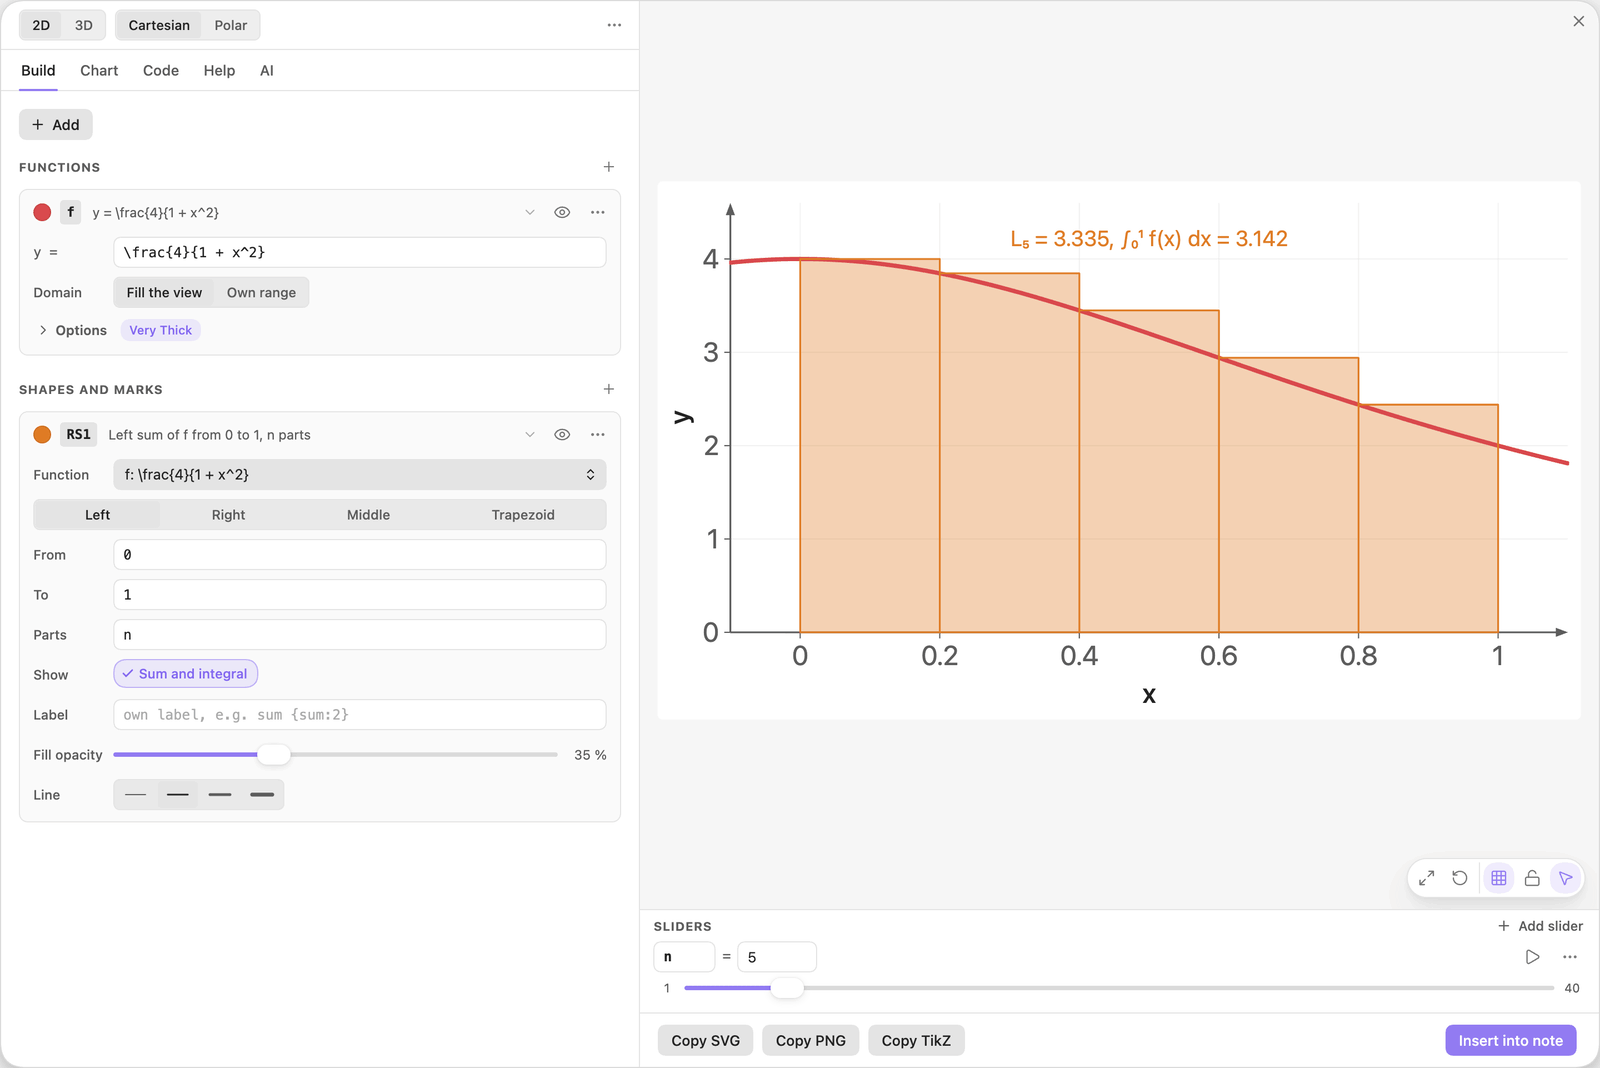 2D 3D Cartesian Polar
Build Chart Code Help AI
+ Add
FUNCTIONS
f y = \frac{4}{1 + x^2}
y = \frac{4}{1 + x^2}
Domain Fill the view Own range
Options Very Thick
SHAPES AND MARKS
RS1 Left sum of f from 0 to 1, n parts
Function f: \frac{4}{1 + x^2}
Left Right Middle Trapezoid
From 0
To 1
Parts n
Show Sum and integral
Label own label, e.g. sum {sum:2}
Fill opacity 35 %
Line
L₅ = 3.335, ∫₀¹ f(x) dx = 3.142
4
3
2
1
0
y
0 0.2 0.4 0.6 0.8 1
x
SLIDERS + Add slider
n = 5
1 40
Copy SVG Copy PNG Copy TikZ Insert into note